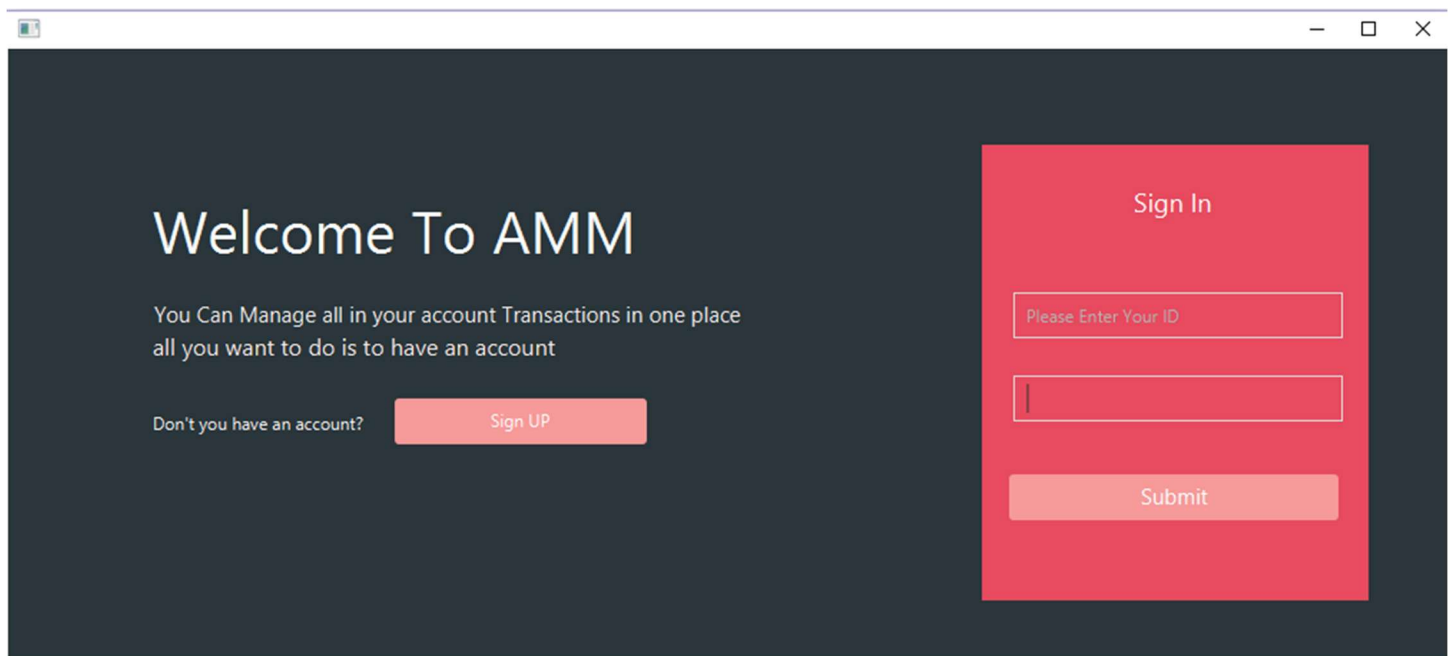 Welcome To AMM
You Can Manage all in your account Transactions in one place
all you want to do is to have an account
Don't you have an account?
Sign UP
Sign In
Please Enter Your ID
Submit